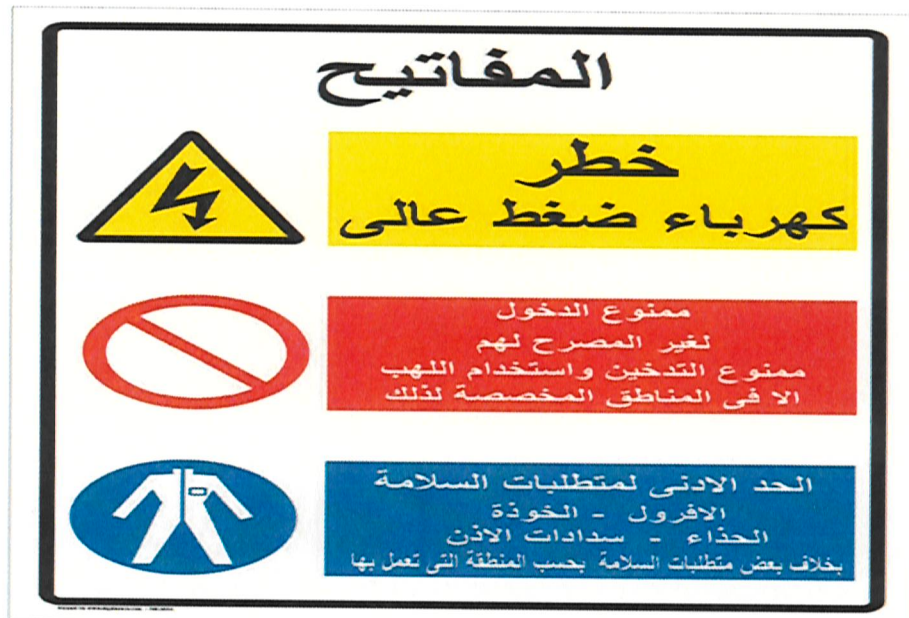 المفاتيح
خطر
كهرباء ضغط عالى
ممنوع الدخول
لغير المصرح لهم
ممنوع التدخين واستخدام اللهب
الا فى المناطق المخصصة لذلك
الحد الادنى لمتطلبات السلامة
الافرول - الخوذة
الحذاء - سدادات الاذن
بخلاف بعض متطلبات السلامة بحسب المنطقة التى تعمل بها